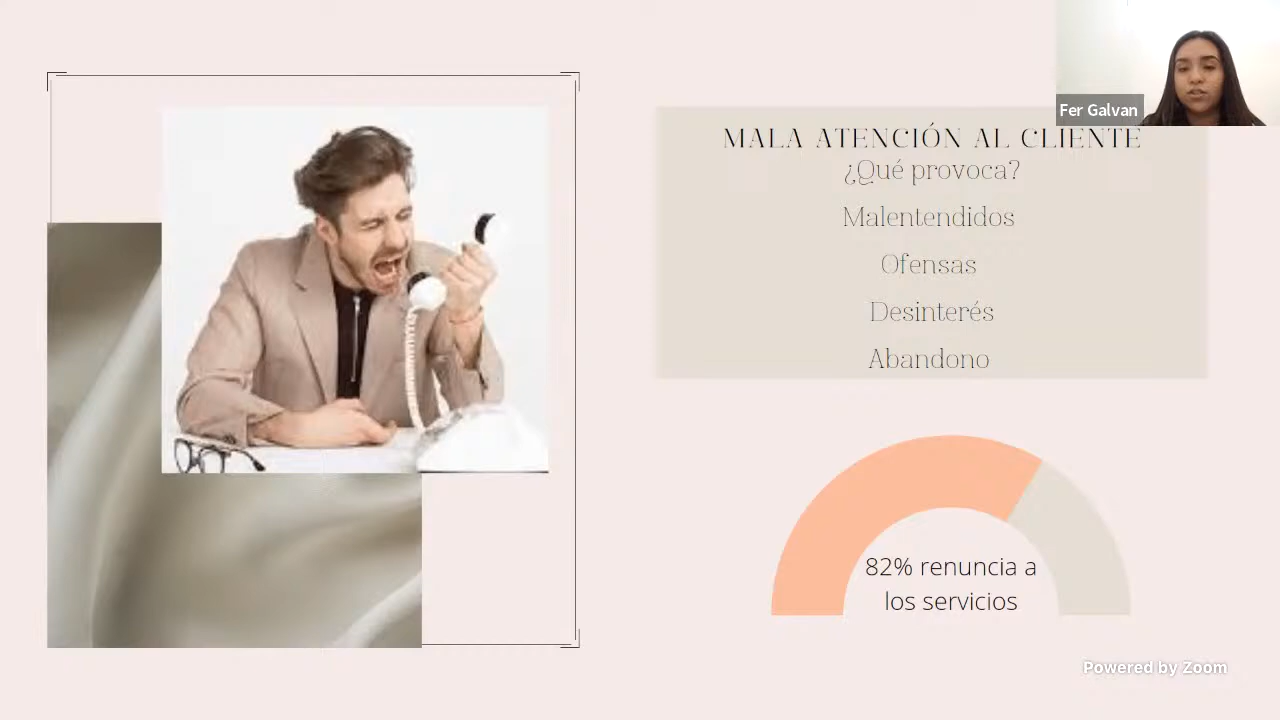 Fer Galvan
MALA ATENCIÓN AL CLIENTE
¿Qué provoca?
Malentendidos
Ofensas
Desinterés
Abandono
82% renuncia a
los servicios
Powered by Zoom